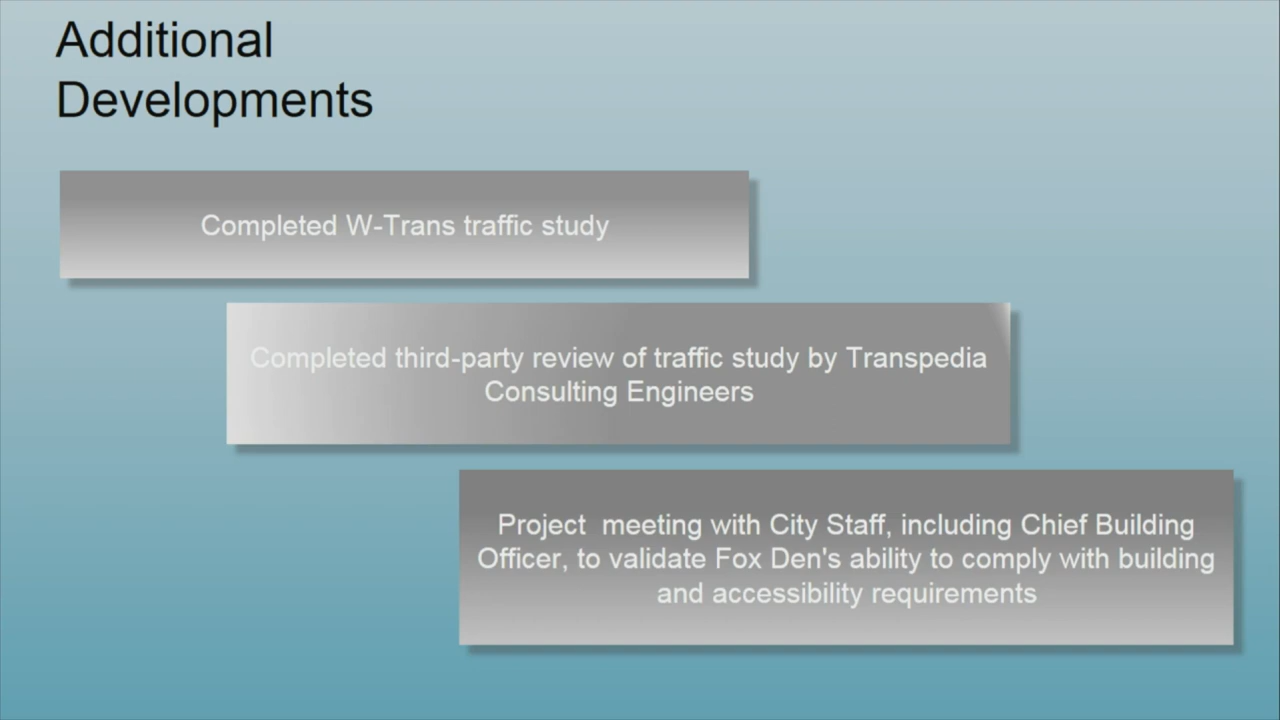 Additional
Developments
Completed W-Trans traffic study
Completed third-party review of traffic study by Transpedia
Consulting Engineers
Project  meeting with City Staff, including Chief Building
Officer, to validate Fox Den's ability to comply with building
and accessibility requirements